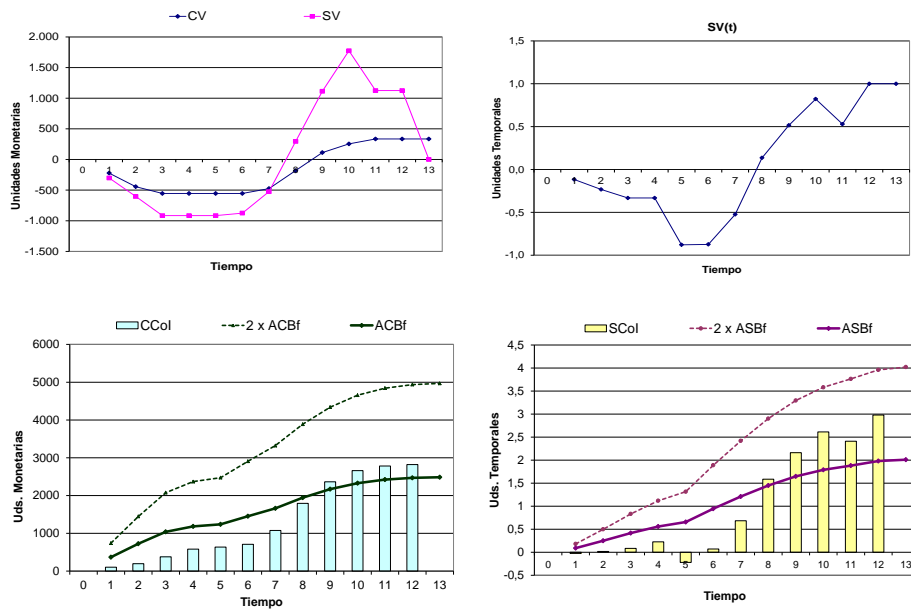 CV SV
2.000
1.500
1.000
500
0
-500
-1.000
-1.500
0 1 2 3 4 5 6 7 8 9 10 11 12 13
Unidades Monetarias
Tiempo
SV(t)
1,5
1,0
0,5
0,0
-0,5
-1,0
0 1 2 3 4 5 6 7 8 9 10 11 12 13
Unidades Temporales
Tiempo
CCoI 2 x ACBf ACBf
6000
5000
4000
3000
2000
1000
0
0 1 2 3 4 5 6 7 8 9 10 11 12 13
Uds. Monetarias
Tiempo
SCoI 2 x ASBf ASBf
4,5
4
3,5
3
2,5
2
1,5
1
0,5
0
-0,5
0 1 2 3 4 5 6 7 8 9 10 11 12 13
Uds. Temporales
Tiempo